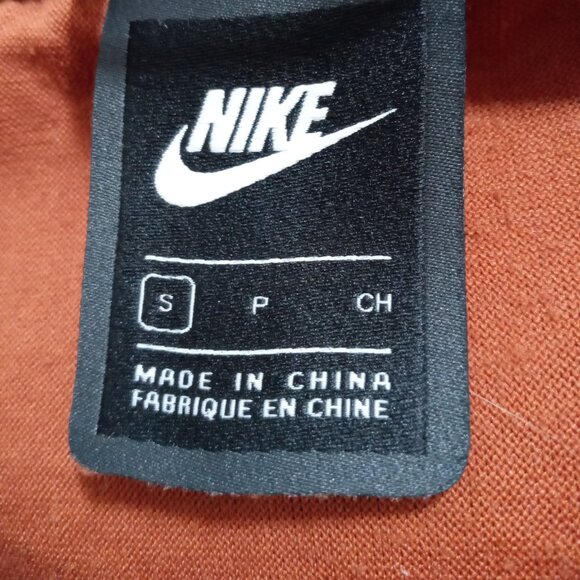 NIKE
S P CH
MADE IN CHINA
FABRIQUE EN CHINE